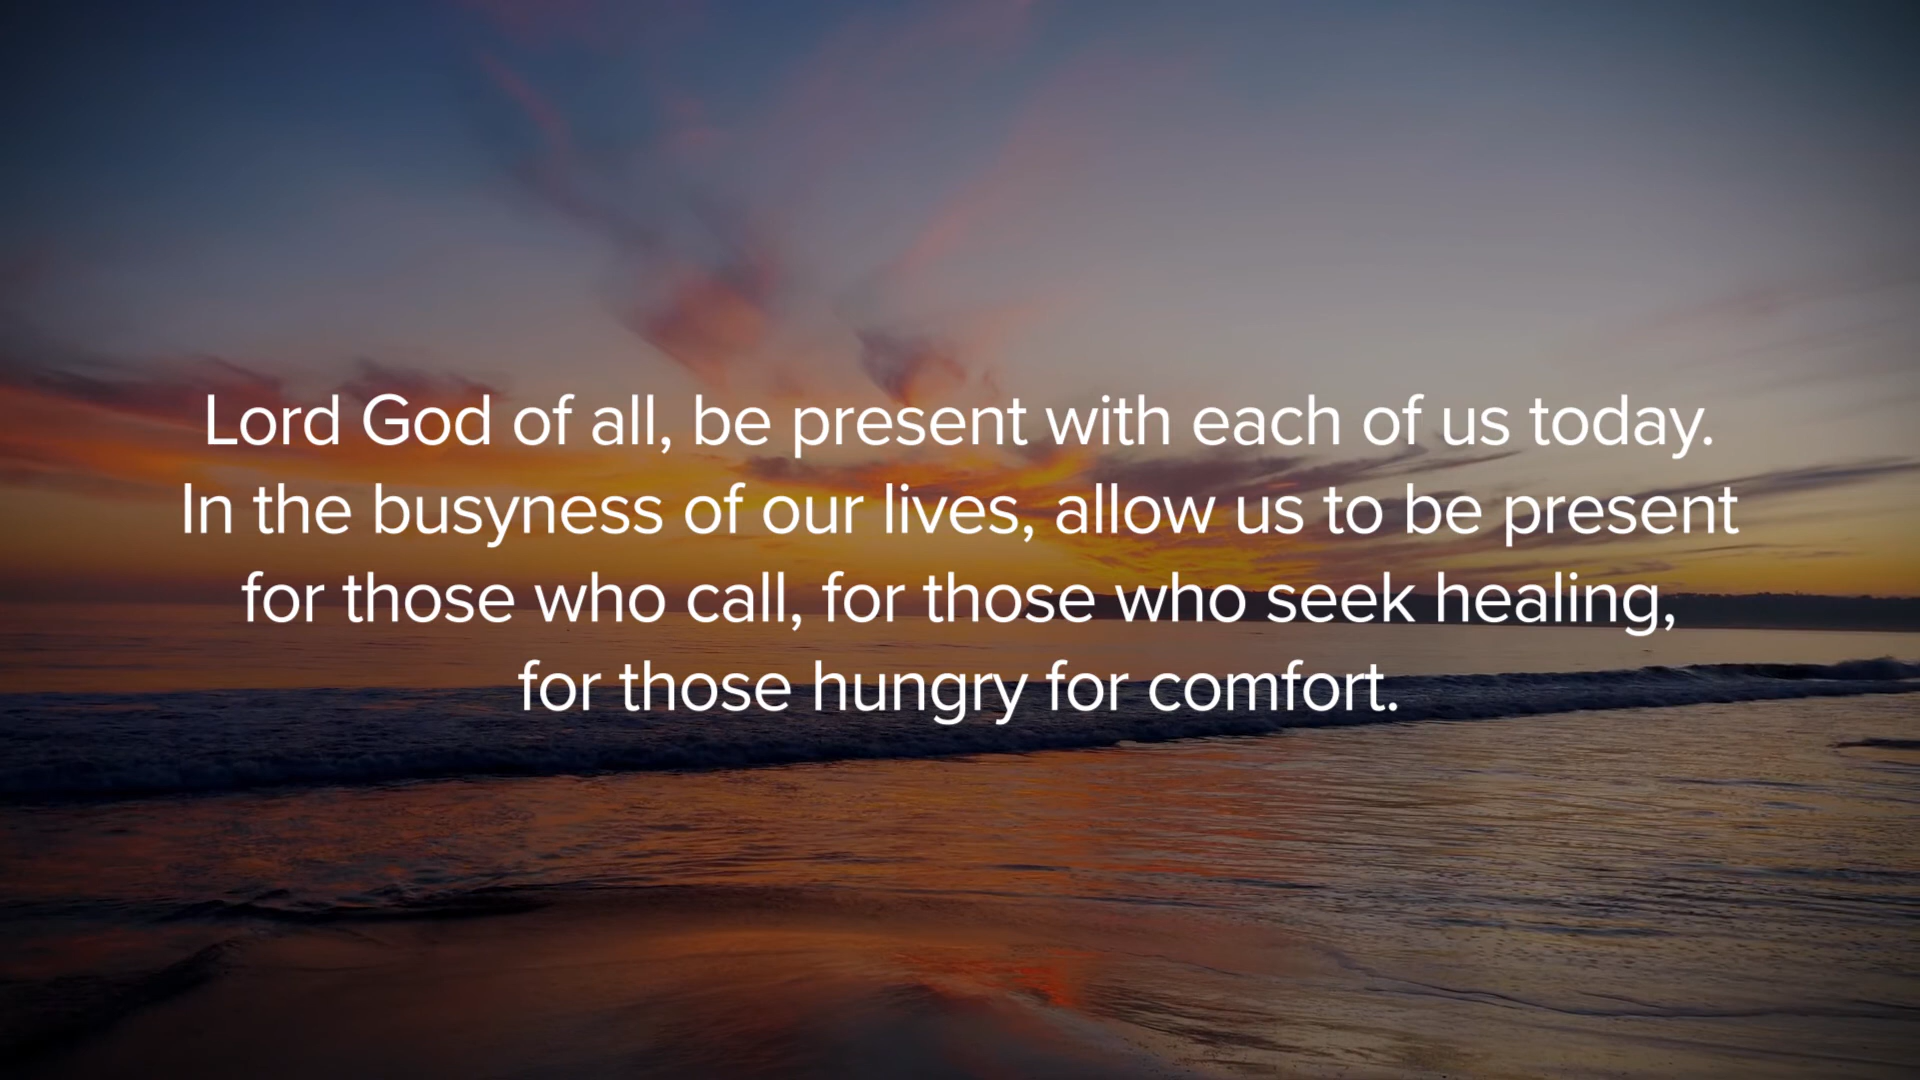 Lord God of all, be present with each of us today.
In the busyness of our lives, allow us to be present
for those who call, for those who seek healing,
for those hungry for comfort.